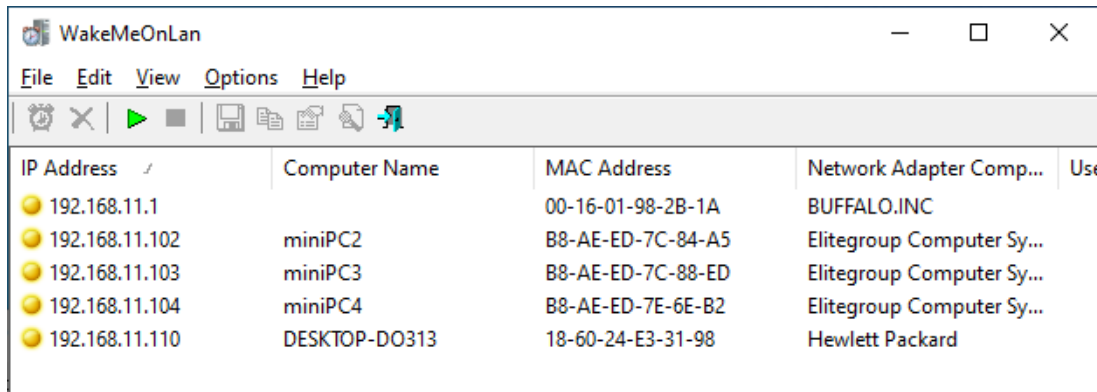 WakeMeOnLan
File Edit View Options Help
IP Address Computer Name MAC Address Network Adapter Comp... Use
192.168.11.1 00-16-01-98-2B-1A BUFFALO.INC
192.168.11.102 miniPC2 B8-AE-ED-7C-84-A5 Elitegroup Computer Sy...
192.168.11.103 miniPC3 B8-AE-ED-7C-88-ED Elitegroup Computer Sy...
192.168.11.104 miniPC4 B8-AE-ED-7E-6E-B2 Elitegroup Computer Sy...
192.168.11.110 DESKTOP-DO313 18-60-24-E3-31-98 Hewlett Packard